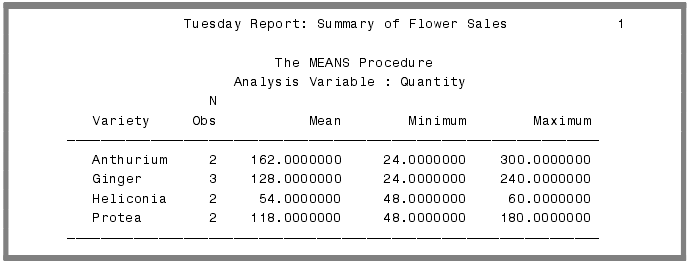 Tuesday Report: Summary of Flower Sales 1
The MEANS Procedure
Analysis Variable : Quantity
N
Variety Obs Mean Minimum Maximum
Anthurium 2 162.0000000 24.0000000 300.0000000
Ginger 3 128.0000000 24.0000000 240.0000000
Heliconia 2 54.0000000 48.0000000 60.0000000
Protea 2 118.0000000 48.0000000 180.0000000